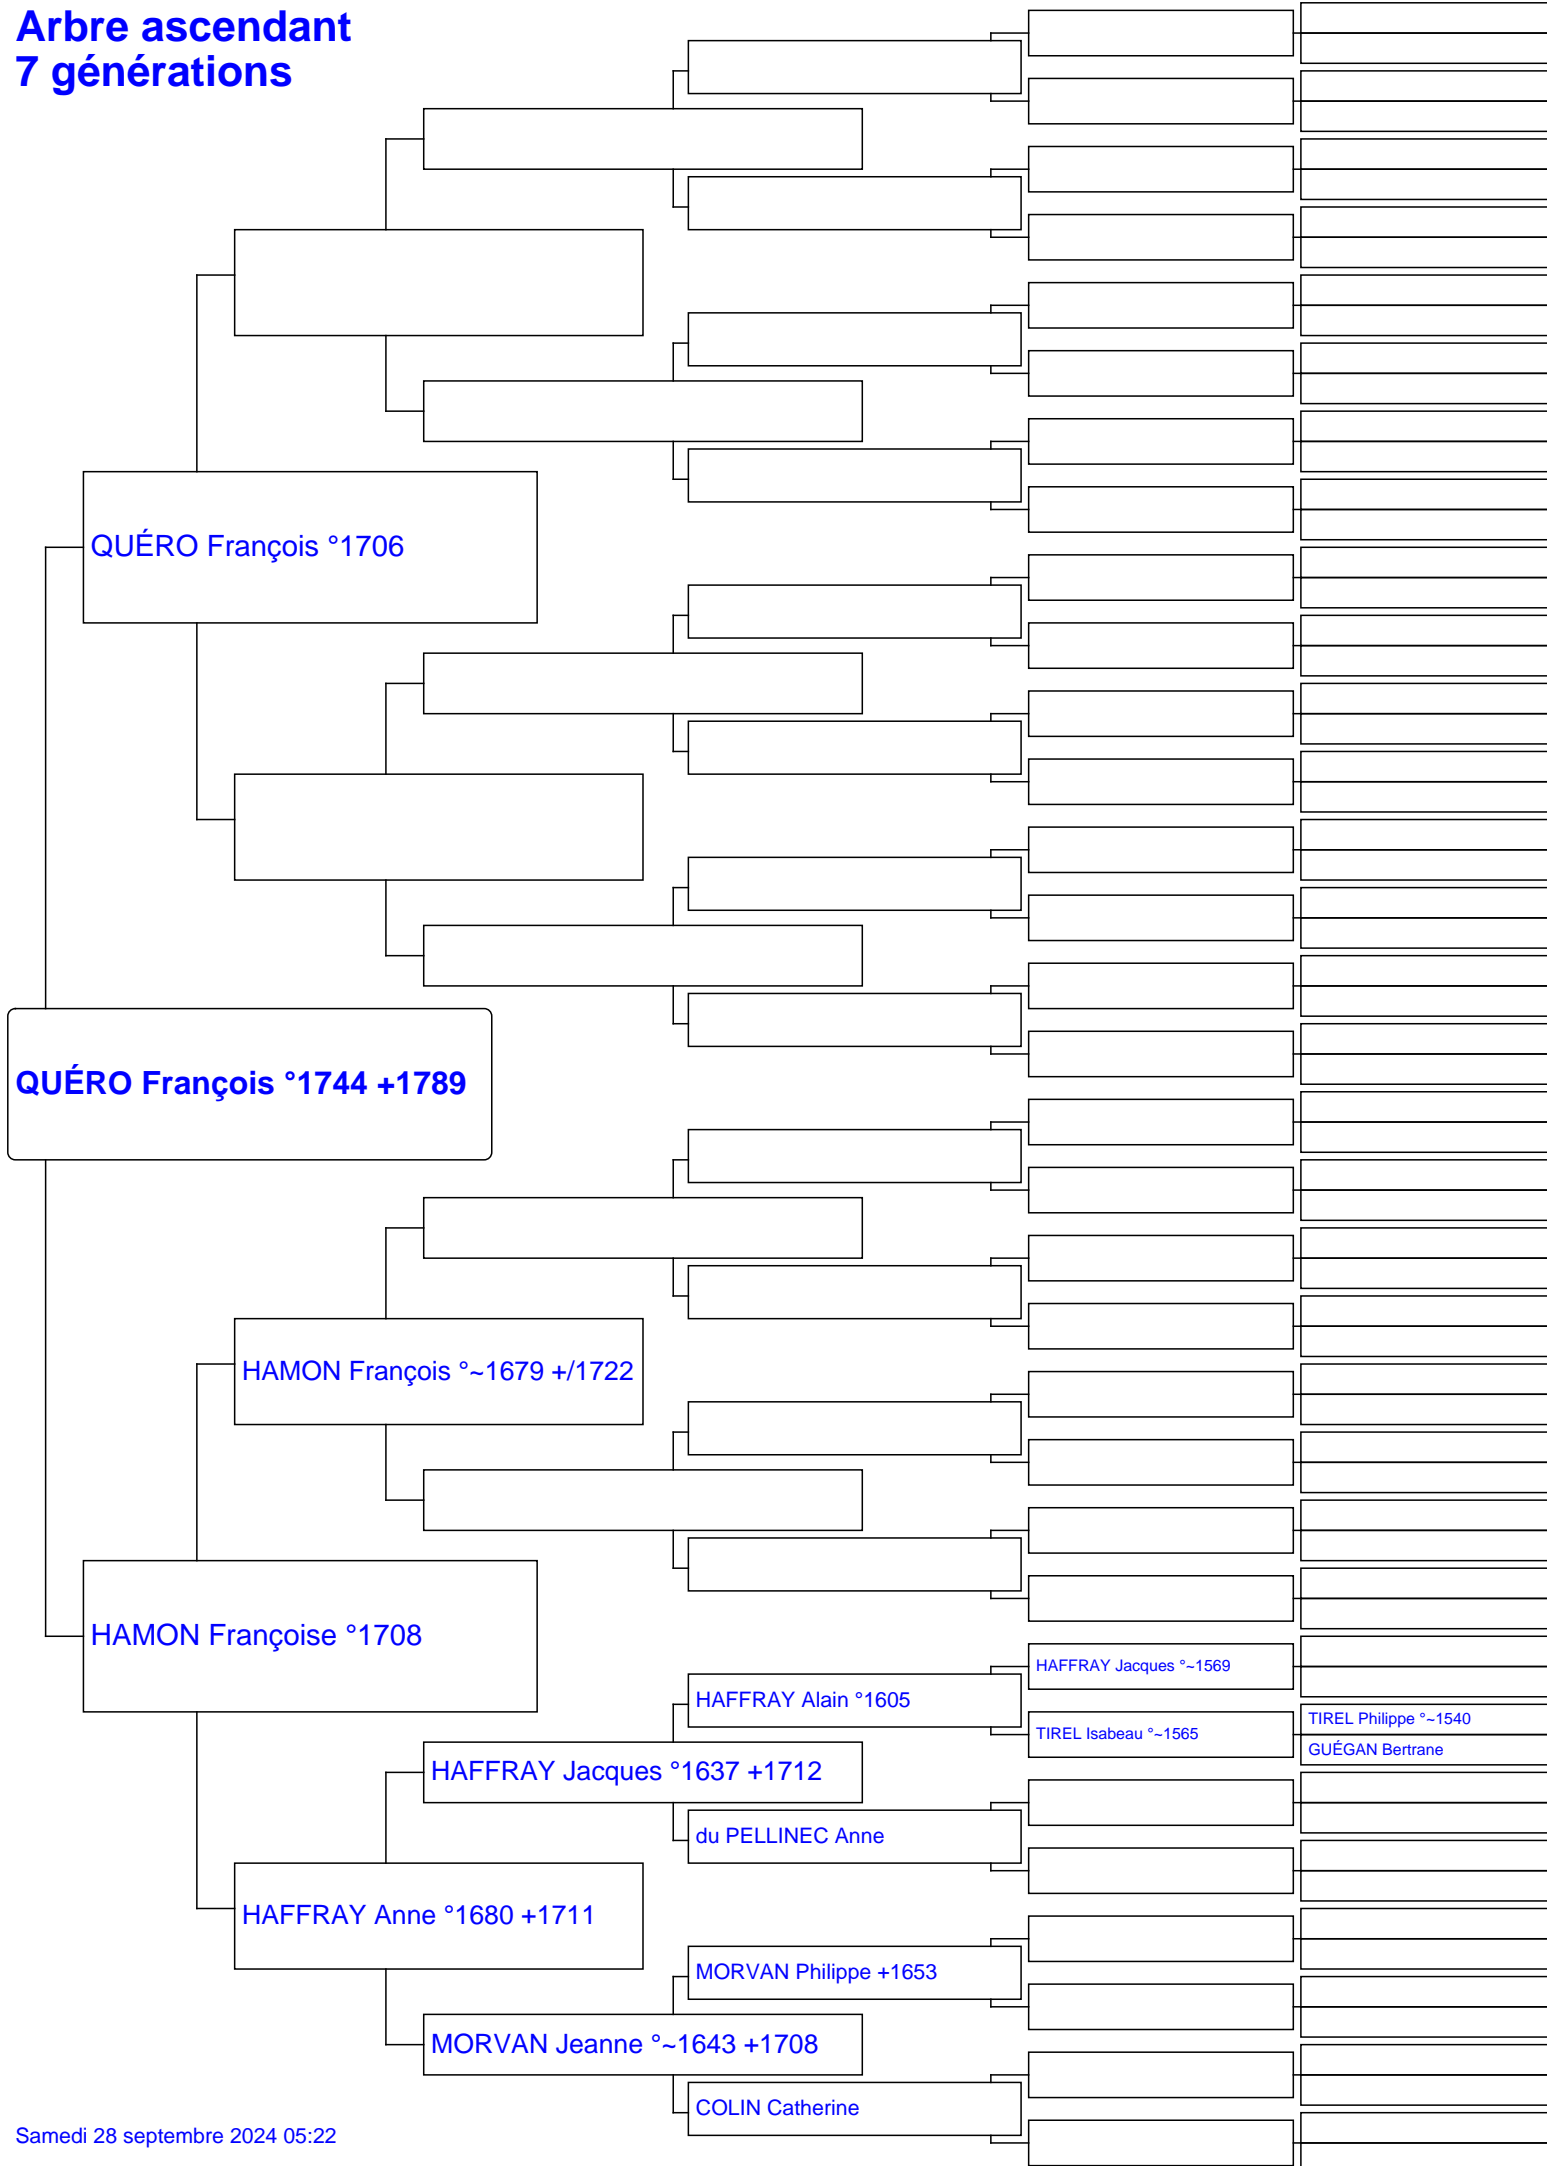 Arbre ascendant
7 générations
QUÉRO François °1706
QUÉRO François °1744 +1789
HAMON François °~1679 +/1722
HAMON Françoise °1708
HAFFRAY Jacques °~1569
HAFFRAY Alain °1605
TIREL Philippe °~1540
TIREL Isabeau °~1565
GUÉGAN Bertrane
HAFFRAY Jacques °1637 +1712
du PELLINEC Anne
HAFFRAY Anne °1680 +1711
MORVAN Philippe +1653
MORVAN Jeanne °~1643 +1708
COLIN Catherine
Samedi 28 septembre 2024 05:22